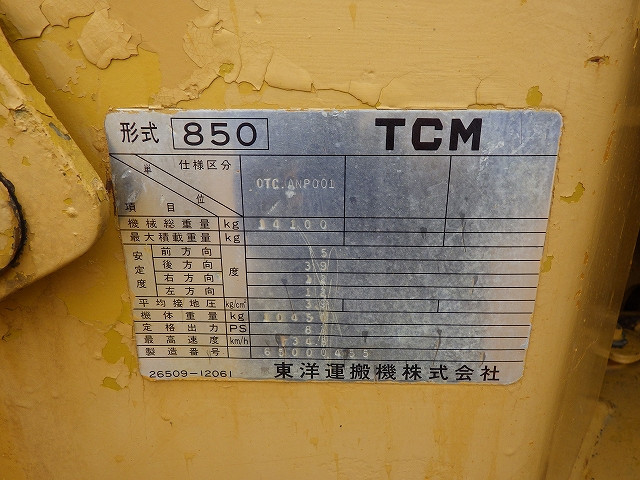 形式 850 TCM
単位 仕様区分 項目
OTC.ANP001
機械総重量 kg 14100
最大積載重量 kg
安定度 前方向 度 5
後方向 39
右方向
左方向
平均接地圧 kg/cm²
機体重量 kg 10450
定格出力 PS
最高速度 km/h
製造番号
26509-12061 東洋運搬機株式会社